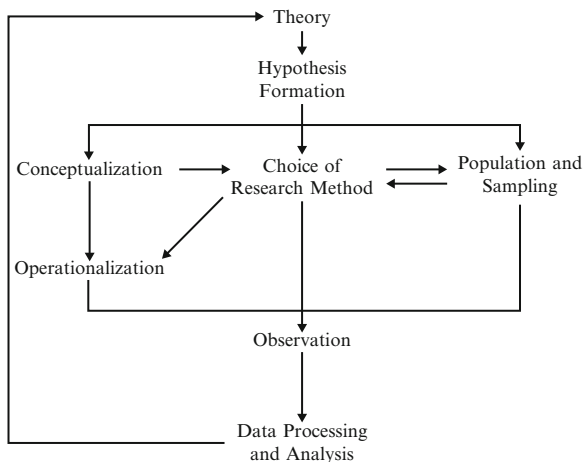 Theory
Hypothesis
Formation
Conceptualization
Choice of
Research Method
Population and
Sampling
Operationalization
Observation
Data Processing
and Analysis